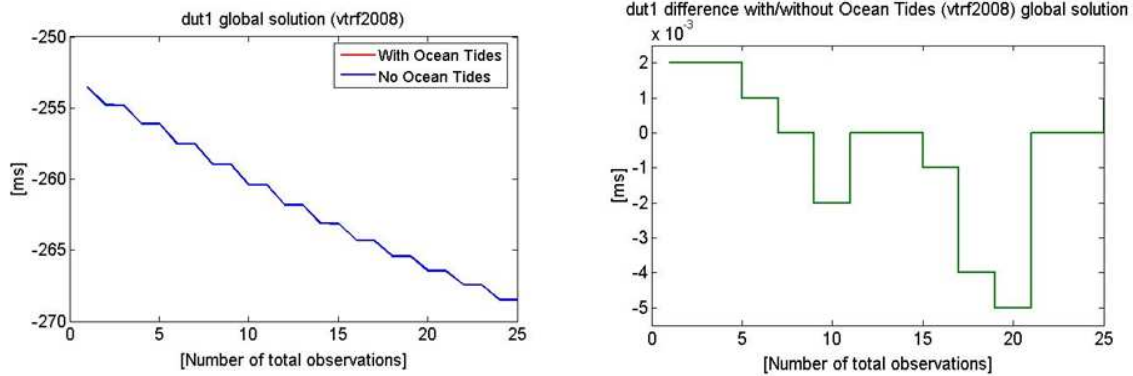 dut1 global solution (vtrf2008)
-250
-255
-260
-265
-270
[ms]
With Ocean Tides
No Ocean Tides
0 5 10 15 20 25
[Number of total observations]
dut1 difference with/without Ocean Tides (vtrf2008) global solution
x 10-3
2
1
0
-1
-2
-3
-4
-5
[ms]
0 5 10 15 20 25
[Number of total observations]